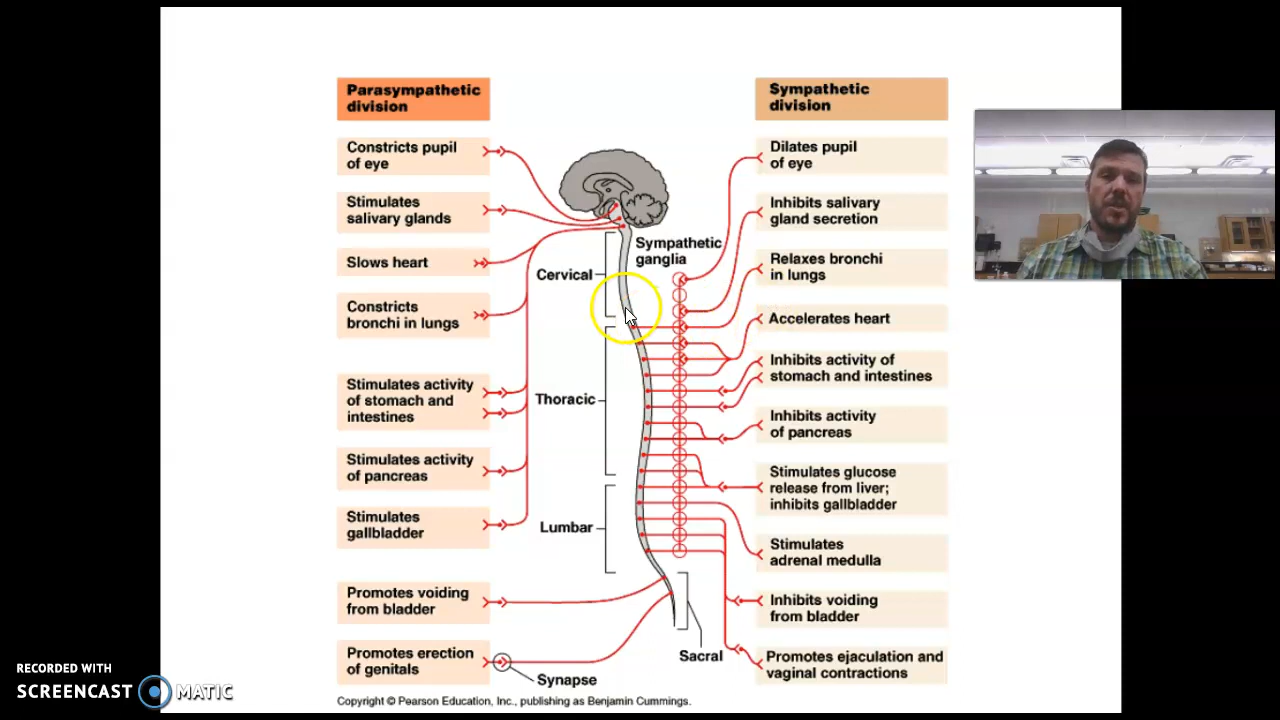 Parasympathetic
division
Constricts pupil
of eye
Stimulates
salivary glands
Slows heart
Constricts
bronchi in lungs
Stimulates activity
of stomach and
intestines
Stimulates activity
of pancreas
Stimulates
gallbladder
Promotes voiding
from bladder
Promotes erection
of genitals
Synapse
Sympathetic
ganglia
Cervical
Thoracic
Lumbar
Sacral
Sympathetic
division
Dilates pupil
of eye
Inhibits salivary
gland secretion
Relaxes bronchi
in lungs
Accelerates heart
Inhibits activity of
stomach and intestines
Inhibits activity
of pancreas
Stimulates glucose
release from liver;
inhibits gallbladder
Stimulates
adrenal medulla
Inhibits voiding
from bladder
Promotes ejaculation and
vaginal contractions
Copyright © Pearson Education, Inc., publishing as Benjamin Cummings.
RECORDED WITH
SCREENCAST MATIC